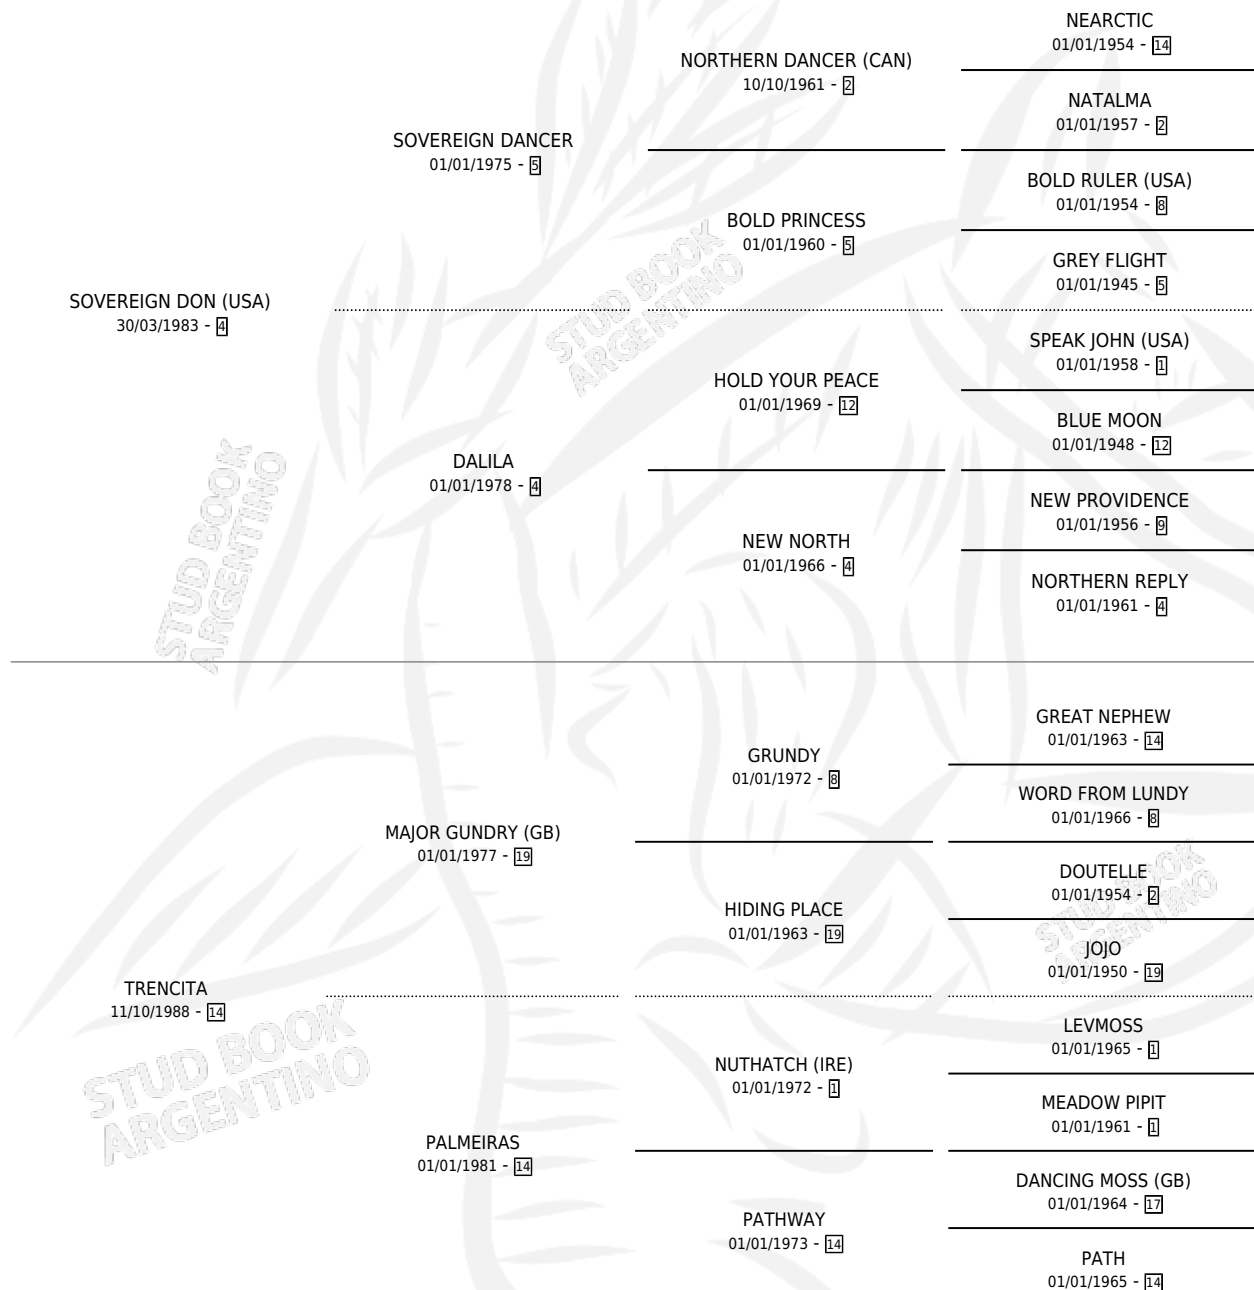 NEARCTIC
01/01/1954 - 14
NORTHERN DANCER (CAN)
10/10/1961 - 2
NATALMA
01/01/1957 - 2
SOVEREIGN DANCER
01/01/1975 - 5
BOLD RULER (USA)
01/01/1954 - 8
BOLD PRINCESS
01/01/1960 - 5
GREY FLIGHT
01/01/1945 - 5
SOVEREIGN DON (USA)
30/03/1983 - 4
SPEAK JOHN (USA)
01/01/1958 - 1
HOLD YOUR PEACE
01/01/1969 - 12
BLUE MOON
01/01/1948 - 12
DALILA
01/01/1978 - 4
NEW PROVIDENCE
01/01/1956 - 9
NEW NORTH
01/01/1966 - 4
NORTHERN REPLY
01/01/1961 - 4
GREAT NEPHEW
01/01/1963 - 14
GRUNDY
01/01/1972 - 8
WORD FROM LUNDY
01/01/1966 - 8
MAJOR GUNDRY (GB)
01/01/1977 - 19
DOUTELLE
01/01/1954 - 2
HIDING PLACE
01/01/1963 - 19
JOJO
01/01/1950 - 19
TRENCITA
11/10/1988 - 14
LEVMOSS
01/01/1965 - 1
NUTHATCH (IRE)
01/01/1972 - 1
MEADOW PIPIT
01/01/1961 - 1
PALMEIRAS
01/01/1981 - 14
DANCING MOSS (GB)
01/01/1964 - 17
PATHWAY
01/01/1973 - 14
PATH
01/01/1965 - 14
STUD BOOK
ARGENTINO
STUD BOOK
ARGENTINO
STUD BOOK
ARGENTINO
STUD BOOK
ARGENTINO